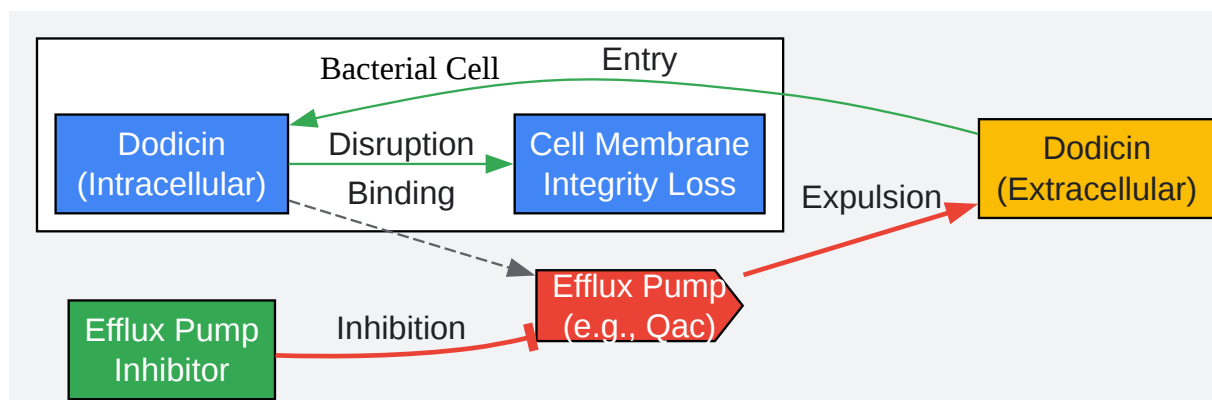 Bacterial Cell
Entry
Dodicin
(Intracellular)
Disruption
Binding
Cell Membrane
Integrity Loss
Dodicin
(Extracellular)
Expulsion
Efflux Pump
(e.g., Qac)
Inhibition
Efflux Pump
Inhibitor